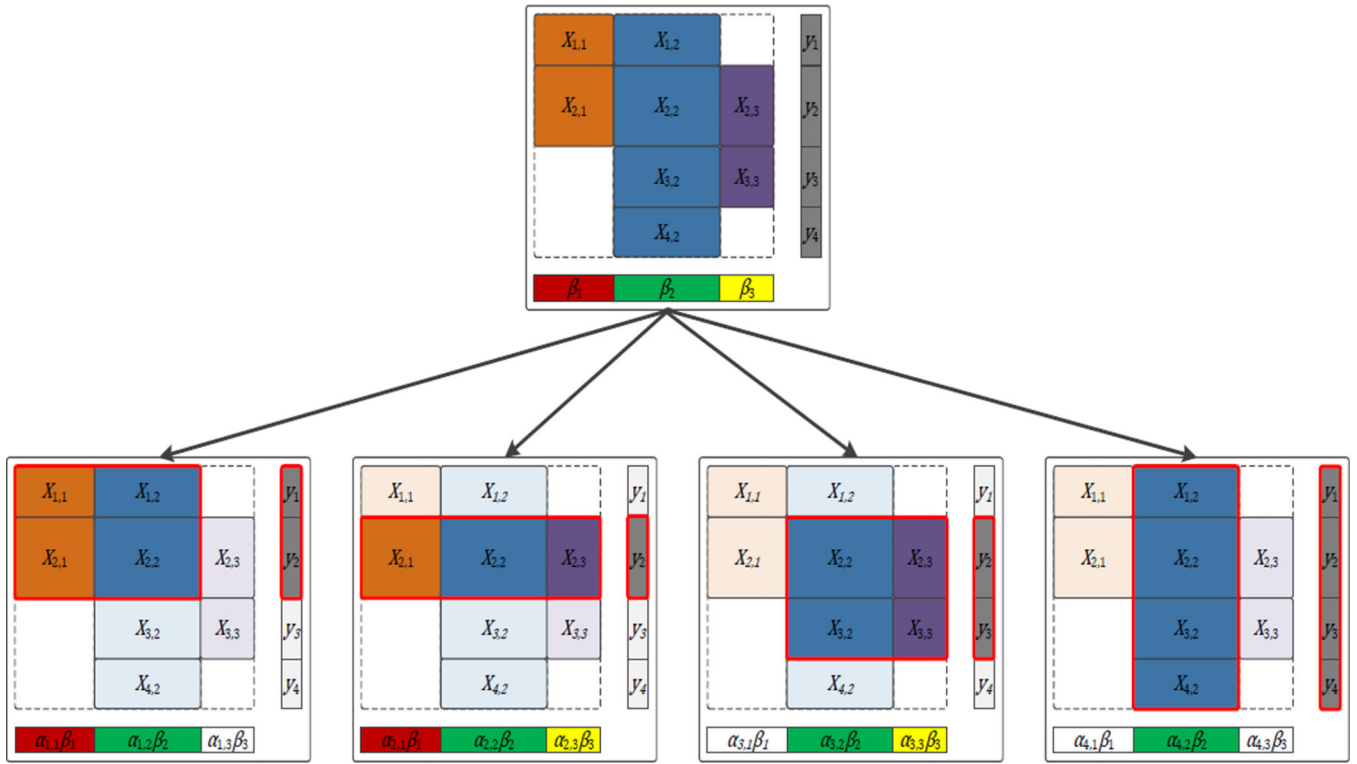 X1,1 X1,2 y1
X2,1 X2,2 X2,3 y2
X3,2 X3,3 y3
X4,2 y4
β1 β2 β3
X1,1 X1,2 y1
X2,1 X2,2 X2,3 y2
X3,2 X3,3 y3
X4,2 y4
α1,1β1 α1,2β2 α1,3β3
X1,1 X1,2 y1
X2,1 X2,2 X2,3 y2
X3,2 X3,3 y3
X4,2 y4
α2,1β1 α2,2β2 α2,3β3
X1,1 X1,2 y1
X2,1 X2,2 X2,3 y2
X3,2 X3,3 y3
X4,2 y4
α3,1β1 α3,2β2 α3,3β3
X1,1 X1,2 y1
X2,1 X2,2 X2,3 y2
X3,2 X3,3 y3
X4,2 y4
α4,1β1 α4,2β2 α4,3β3